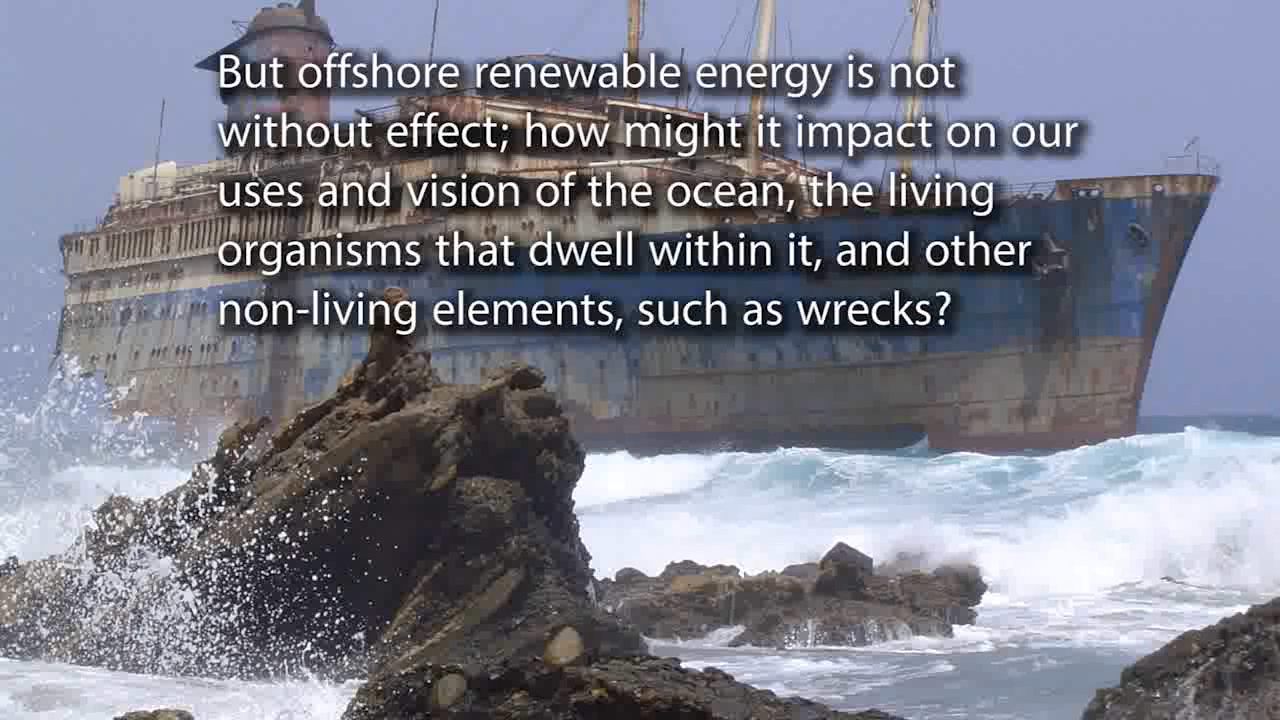 But offshore renewable energy is not
without effect; how might it impact on our
uses and vision of the ocean, the living
organisms that dwell within it, and other
non-living elements, such as wrecks?